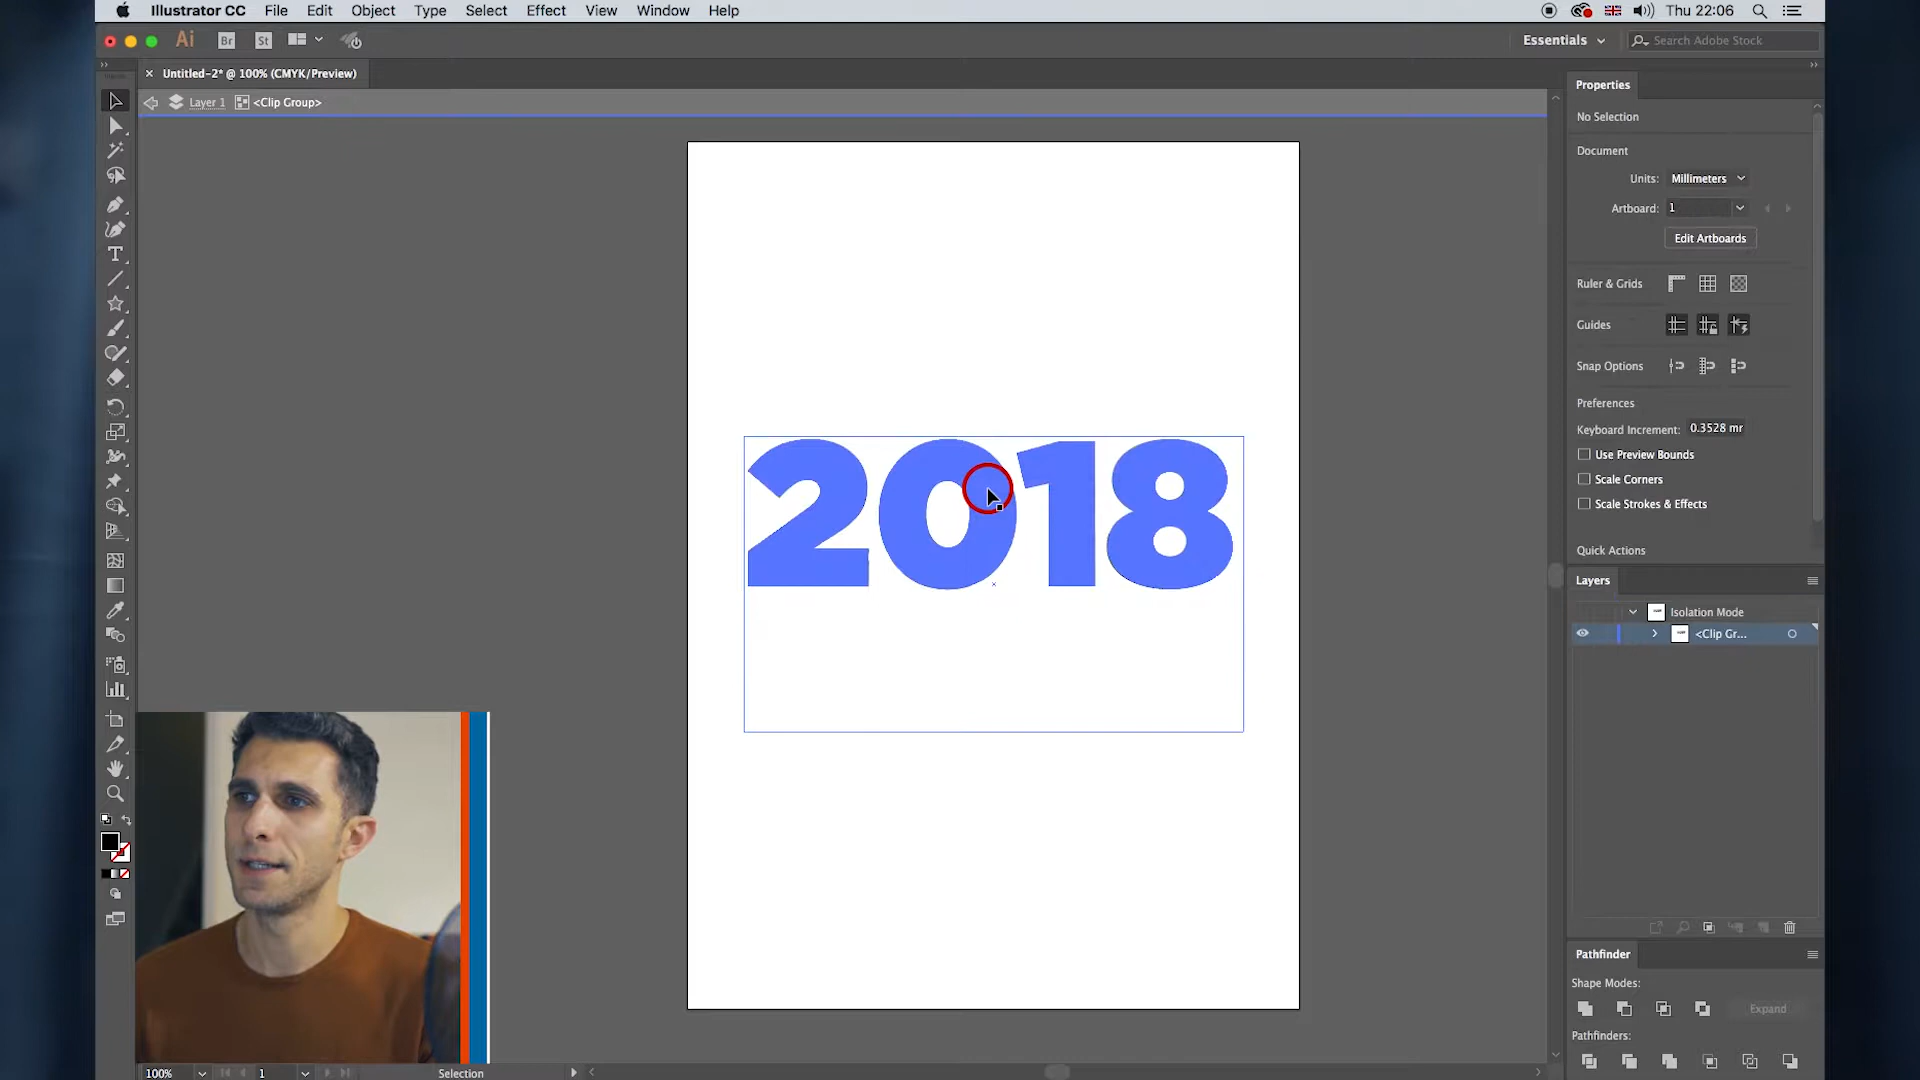 Illustrator CC File Edit Object Type Select Effect View Window Help
Thu 22:06
Ai Br St
Essentials
Search Adobe Stock
Untitled-2* @ 100% (CMYK/Preview)
Layer 1 <Clip Group>
Properties
No Selection
Document
Units: Millimeters
Artboard: 1
Edit Artboards
Ruler & Grids
Guides
Snap Options
Preferences
Keyboard Increment: 0.3528 mr
Use Preview Bounds
Scale Corners
Scale Strokes & Effects
Quick Actions
2018
Layers
Isolation Mode
<Clip Gr...
Pathfinder
Shape Modes:
Expand
Pathfinders:
100% 1 Selection